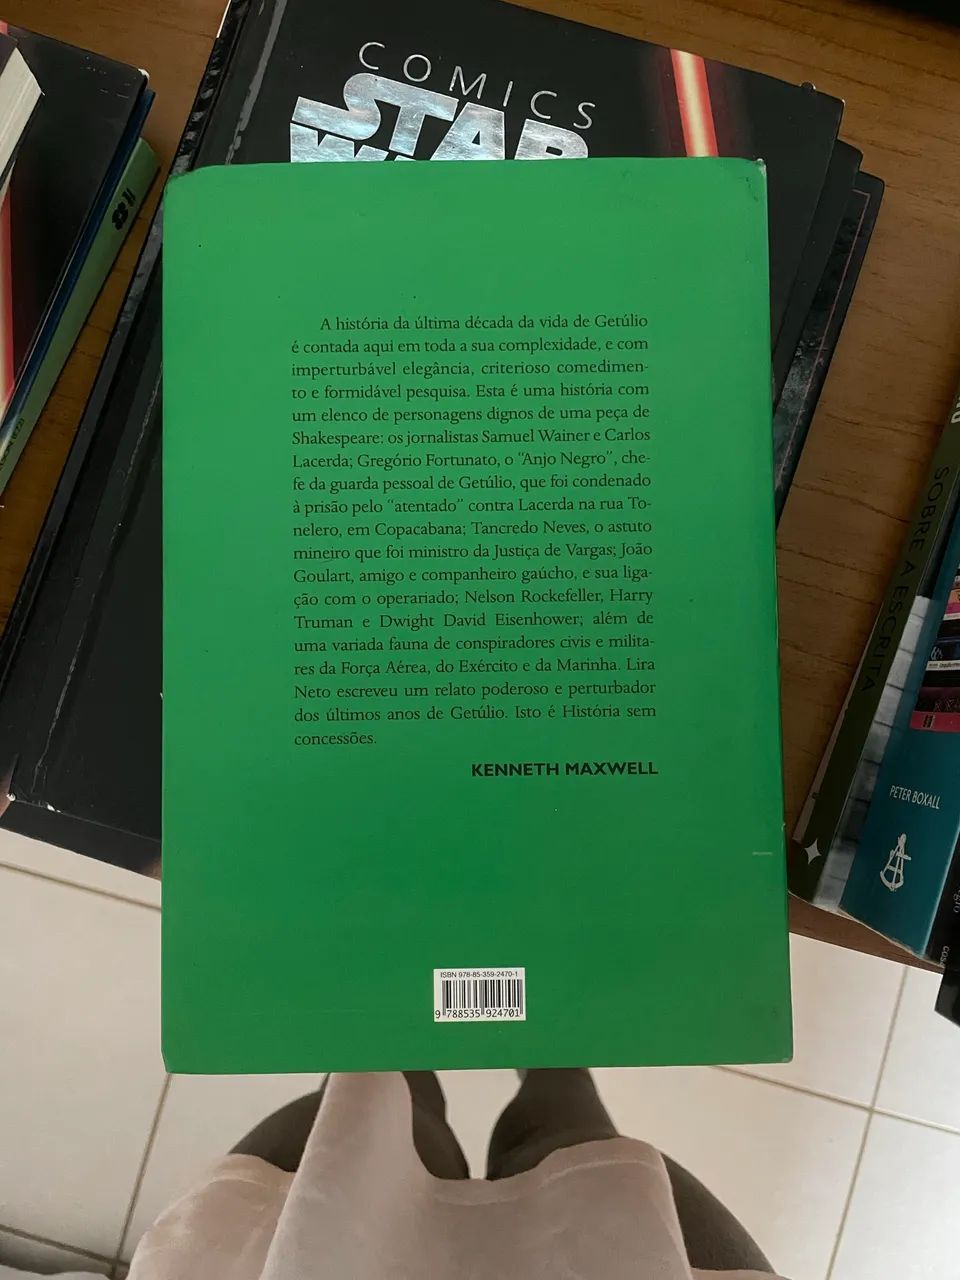 COMICS
STAR
A história da última década da vida de Getúlio
é contada aqui em toda a sua complexidade, e com
imperturbável elegância, criterioso comedimen-
to e formidável pesquisa. Esta é uma história com
um elenco de personagens dignos de uma peça de
Shakespeare: os jornalistas Samuel Wainer e Carlos
Lacerda; Gregório Fortunato, o “Anjo Negro”, che-
fe da guarda pessoal de Getúlio, que foi condenado
à prisão pelo “atentado” contra Lacerda na rua To-
nelero, em Copacabana; Tancredo Neves, o astuto
mineiro que foi ministro da Justiça de Vargas; João
Goulart, amigo e companheiro gaúcho, e sua liga-
ção com o operariado; Nelson Rockefeller, Harry
Truman e Dwight David Eisenhower; além de
uma variada fauna de conspiradores civis e milita-
res da Força Aérea, do Exército e da Marinha. Lira
Neto escreveu um relato poderoso e perturbador
dos últimos anos de Getúlio. Isto é História sem
concessões.
KENNETH MAXWELL
ISBN 978-85-359-2470-1
9 788535 924701
SOBRE A ESCRITA
PETER BOXALL